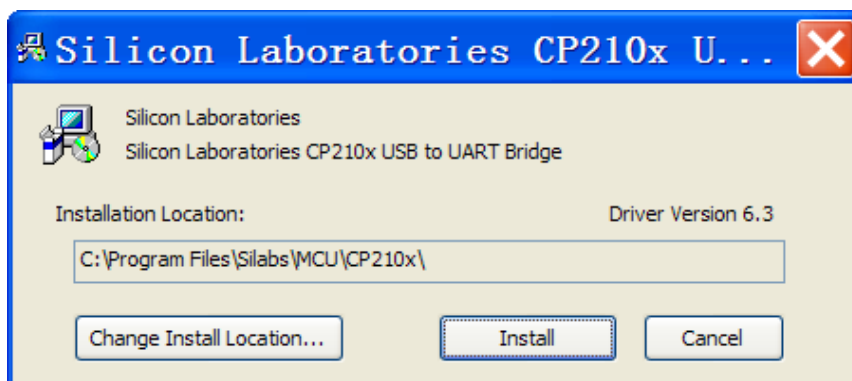 Silicon Laboratories CP210x U...
Silicon Laboratories
Silicon Laboratories CP210x USB to UART Bridge
Installation Location:
Driver Version 6.3
C:\Program Files\Silabs\MCU\CP210x\
Change Install Location...
Install
Cancel